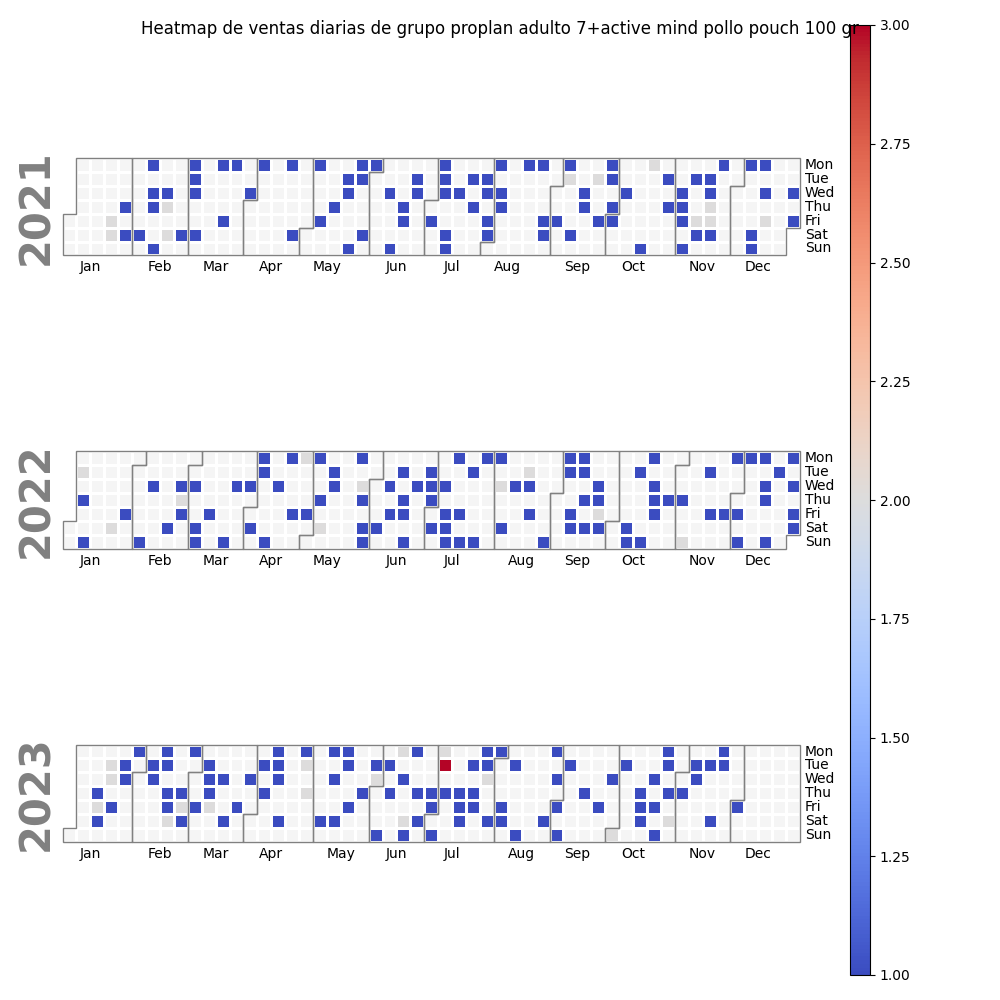 Heatmap de ventas diarias de grupo proplan adulto 7+active mind pollo pouch 100 gr
3.00
2.75
2.50
2.25
2.00
1.75
1.50
1.25
1.00
2021
Mon
Tue
Wed
Thu
Fri
Sat
Sun
Jan Feb Mar Apr May Jun Jul Aug Sep Oct Nov Dec
2022
Mon
Tue
Wed
Thu
Fri
Sat
Sun
Jan Feb Mar Apr May Jun Jul Aug Sep Oct Nov Dec
2023
Mon
Tue
Wed
Thu
Fri
Sat
Sun
Jan Feb Mar Apr May Jun Jul Aug Sep Oct Nov Dec